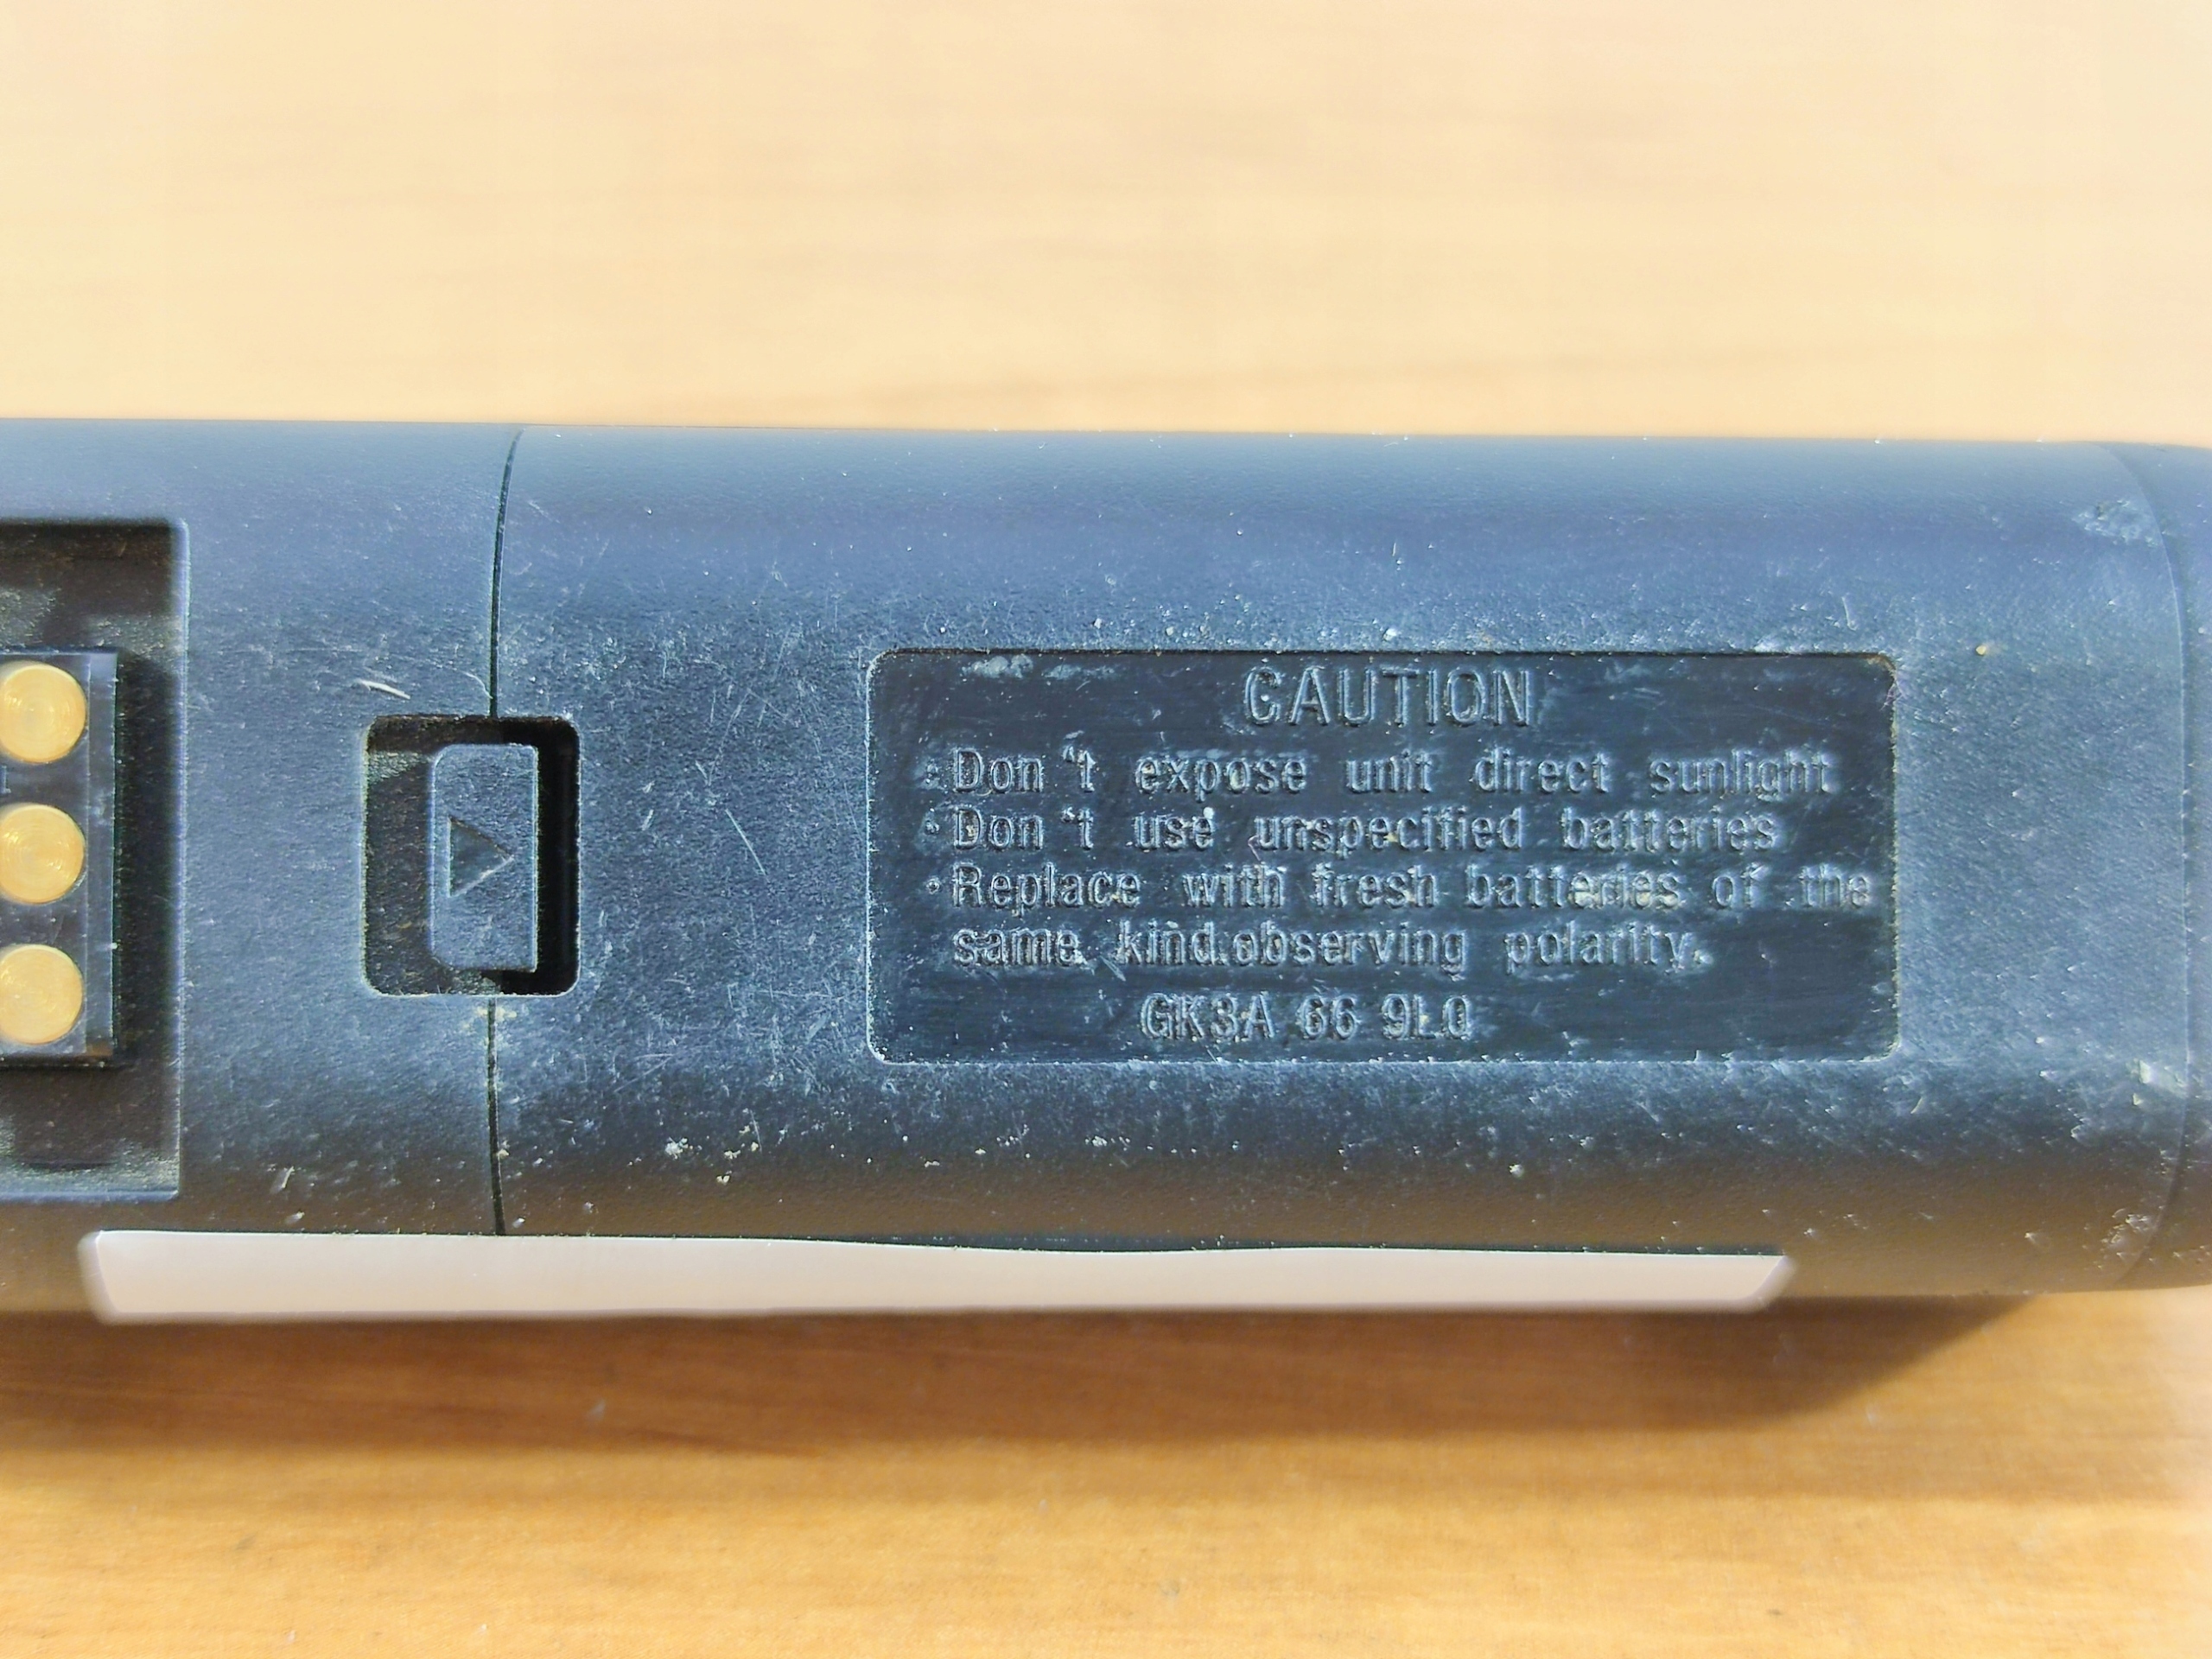 CAUTION
·Don't expose unit direct sunlight
·Don't use unspecified batteries
·Replace with fresh batteries of the
same kind.observing polarity.
GK3A 66 9L0